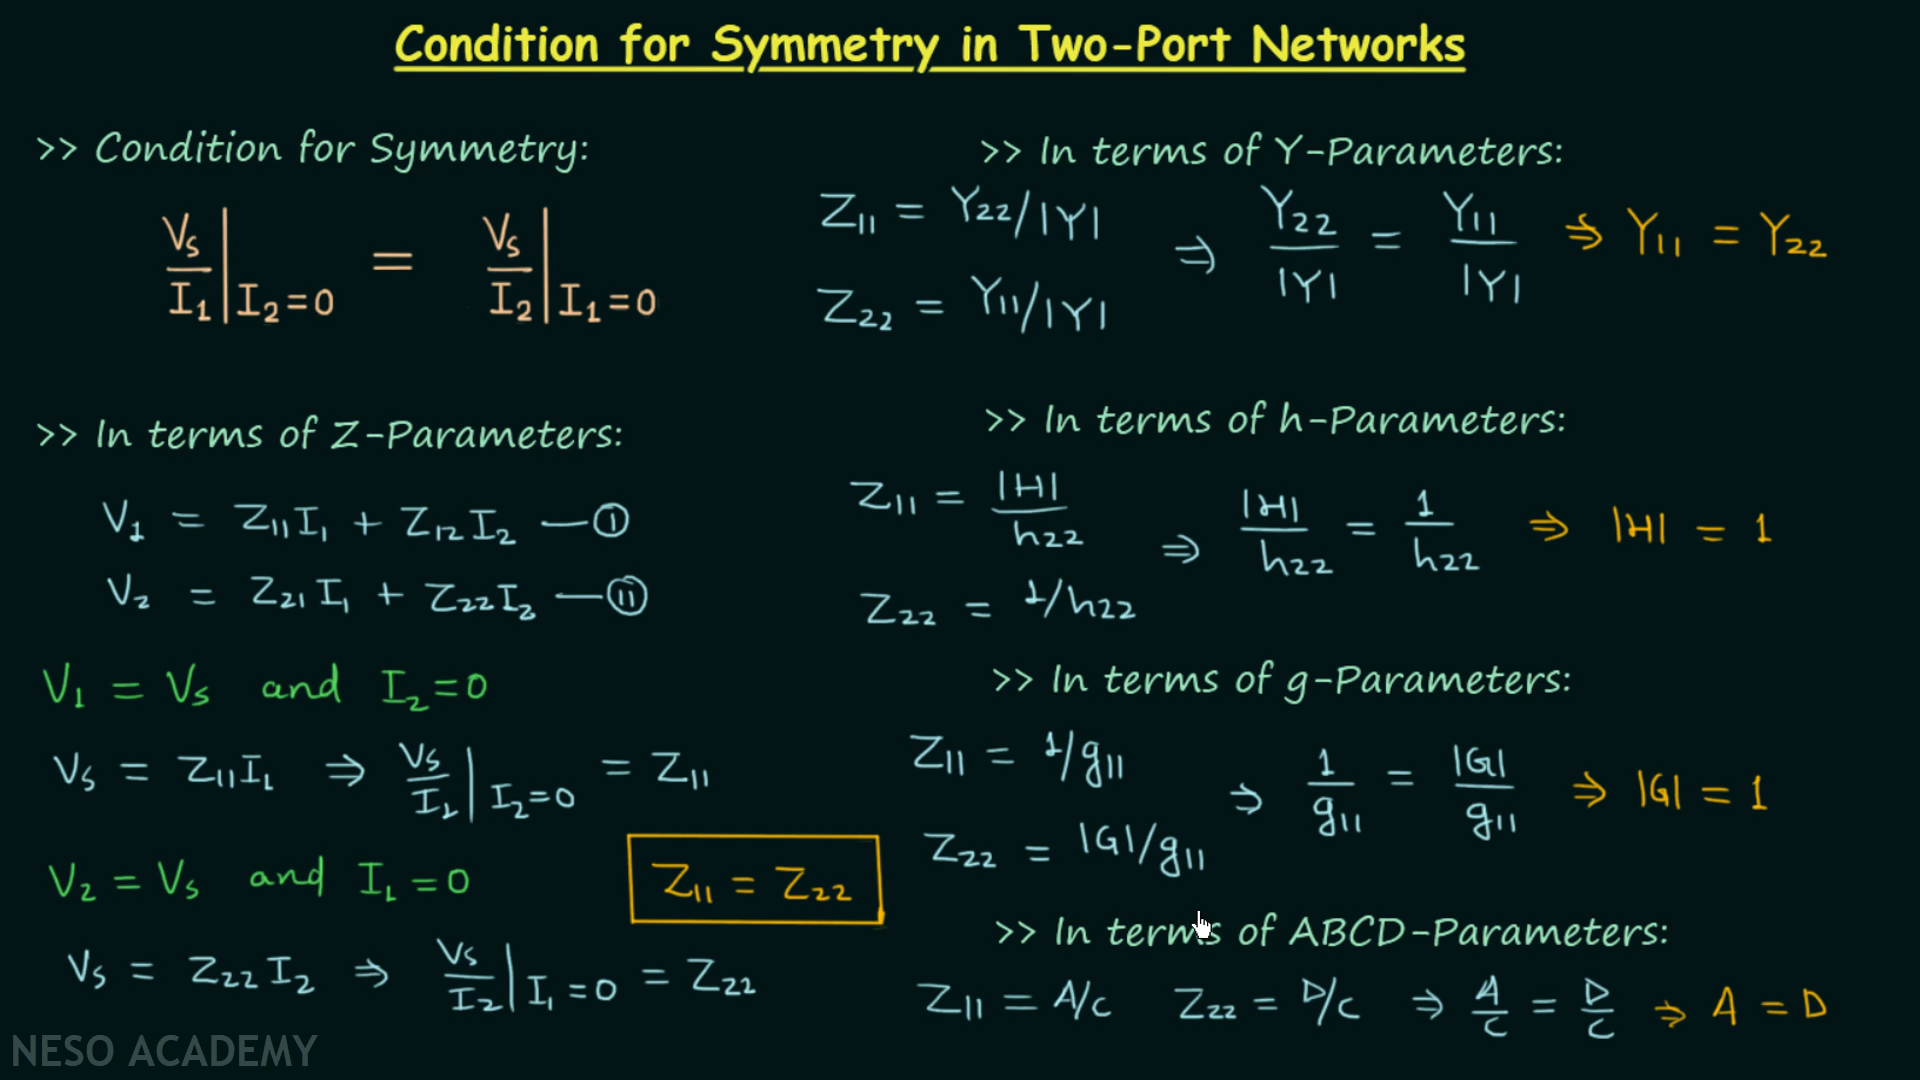 Condition for Symmetry in Two-Port Networks
>> Condition for Symmetry:
Vs/I1 | I2=0 = Vs/I2 | I1=0
>> In terms of Z-Parameters:
V1 = Z11I1 + Z12I2 — (I)
V2 = Z21I1 + Z22I2 — (II)
V1 = Vs and I2=0
Vs = Z11I1 ⇒ Vs/I1 | I2=0 = Z11
V2 = Vs and I1=0
Z11 = Z22
Vs = Z22I2 ⇒ Vs/I2 | I1=0 = Z22
>> In terms of Y-Parameters:
Z11 = Y22/|Y|
⇒ Y22/|Y| = Y11/|Y| ⇒ Y11 = Y22
Z22 = Y11/|Y|
>> In terms of h-Parameters:
Z11 = |H|/h22
⇒ |H|/h22 = 1/h22 ⇒ |H| = 1
Z22 = 1/h22
>> In terms of g-Parameters:
Z11 = 1/g11
⇒ 1/g11 = |G|/g11 ⇒ |G| = 1
Z22 = |G|/g11
>> In terms of ABCD-Parameters:
Z11 = A/C Z22 = D/C ⇒ A/C = D/C ⇒ A = D
NESO ACADEMY